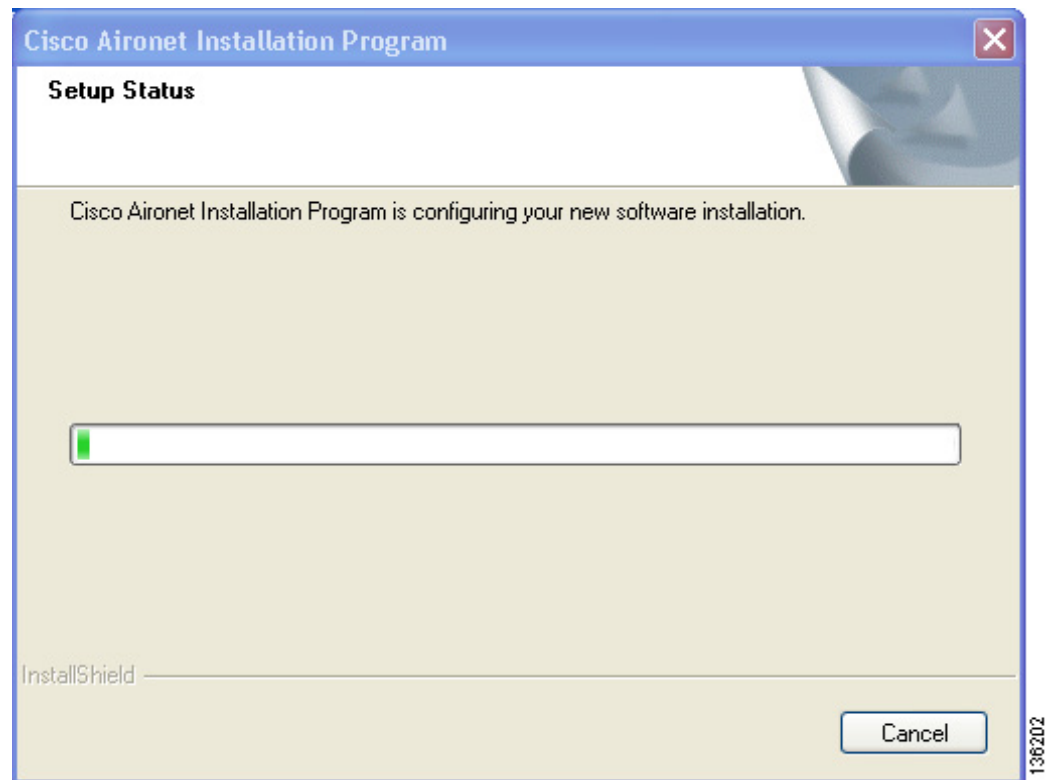 Cisco Aironet Installation Program
Setup Status
Cisco Aironet Installation Program is configuring your new software installation.
InstallShield
Cancel
136202